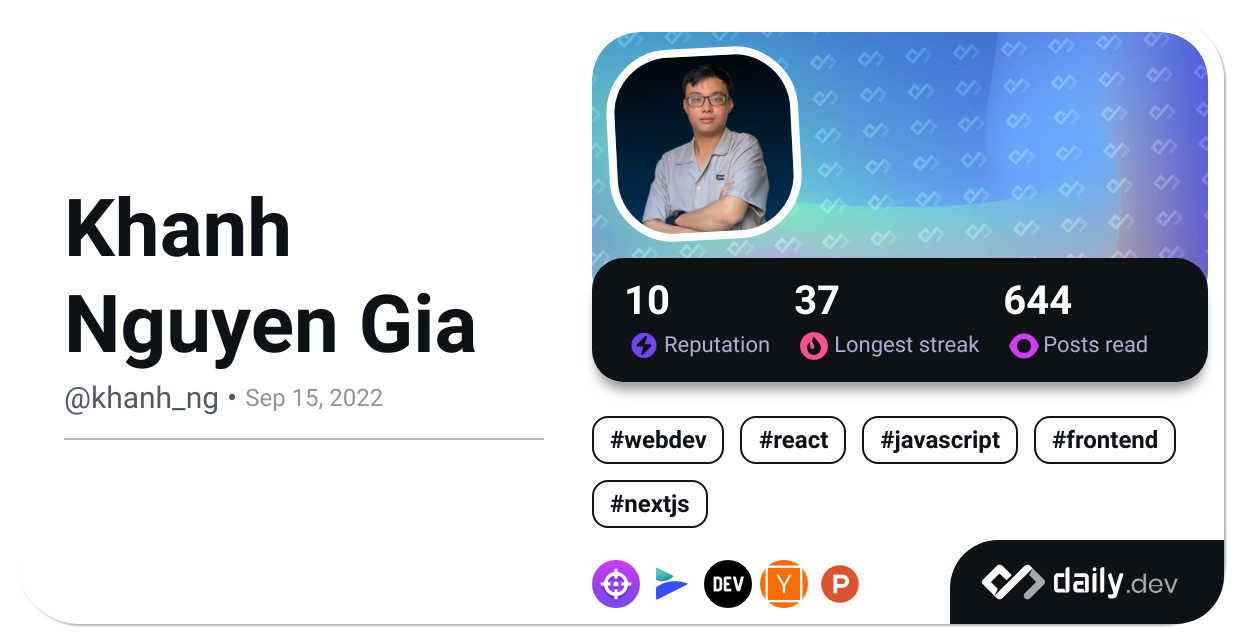 Khanh
Nguyen Gia
@khanh_ng • Sep 15, 2022
10 37 644
Reputation Longest streak Posts read
#webdev #react #javascript #frontend
#nextjs
DEV Y P
daily.dev